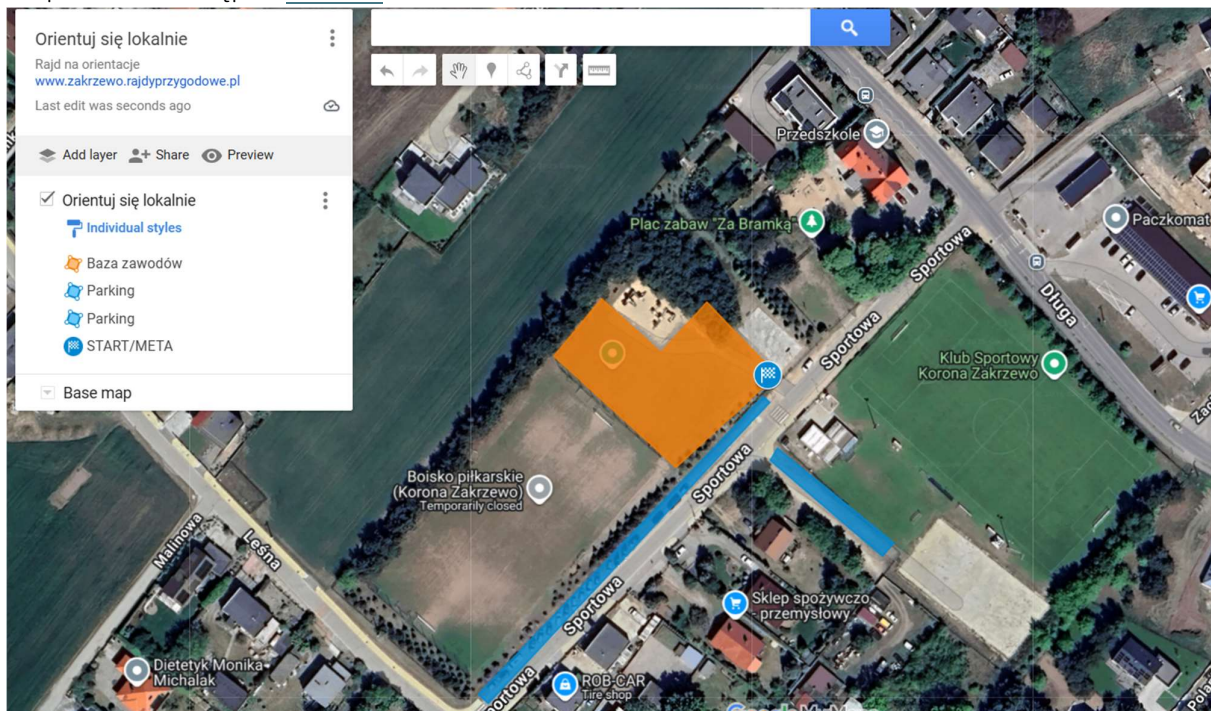 Orientuj się lokalnie
Rajd na orientacje
www.zakrzewo.rajdyprzygodowe.pl
Last edit was seconds ago
Add layer
Share
Preview
Orientuj się lokalnie
Individual styles
Baza zawodów
Parking
Parking
START/META
Base map
Przedszkole
Plac zabaw "Za Bramką"
Paczkomat
Sportowa
Długa
Sportowa
Klub Sportowy
Korona Zakrzewo
Boisko piłkarskie
(Korona Zakrzewo)
Temporarily closed
Sportowa
Malinowa
Leśna
Sportowa
Sklep spożywczo
- przemysłowy
Dietetyk Monika
Michalak
ROB-CAR
Tire shop